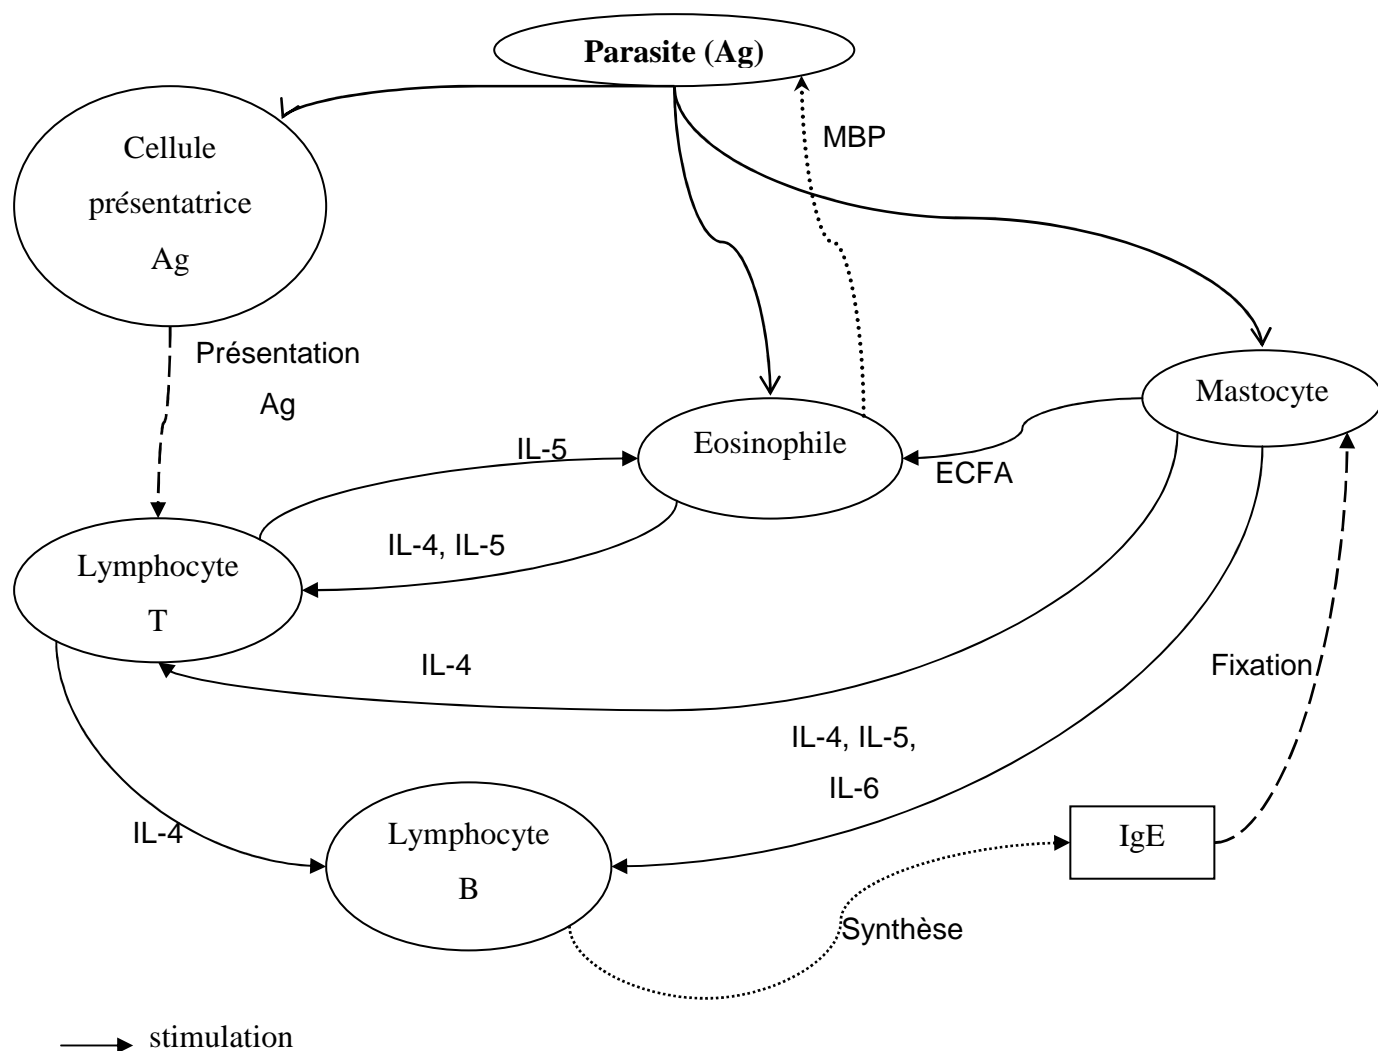 Parasite (Ag)
Cellule
présentatrice
Ag
MBP
Présentation
Ag
Mastocyte
Eosinophile
IL-5
ECFA
IL-4, IL-5
Lymphocyte
T
IL-4
Fixation
IL-4, IL-5,
IL-6
IL-4
Lymphocyte
B
IgE
Synthèse
stimulation